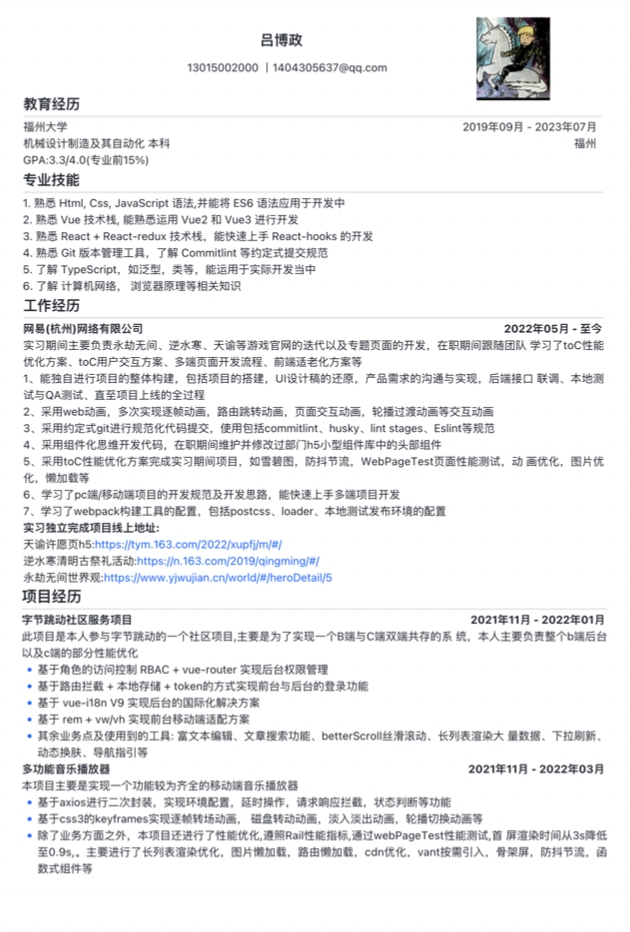 吕博政
13015002000 | 1404305637@qq.com
教育经历
福州大学 2019年09月 - 2023年07月
机械设计制造及其自动化 本科 福州
GPA:3.3/4.0(专业前15%)
专业技能
1. 熟悉 Html, Css, JavaScript 语法,并能将 ES6 语法应用于开发中
2. 熟悉 Vue 技术栈, 能熟悉运用 Vue2 和 Vue3 进行开发
3. 熟悉 React + React-redux 技术栈，能快速上手 React-hooks 的开发
4. 熟悉 Git 版本管理工具，了解 Commitlint 等约定式提交规范
5. 了解 TypeScript，如泛型，类等，能运用于实际开发当中
6. 了解 计算机网络， 浏览器原理等相关知识
工作经历
网易(杭州)网络有限公司 2022年05月 - 至今
实习期间主要负责永劫无间、逆水寒、天谕等游戏官网的迭代以及专题页面的开发，在职期间跟随团队 学习了toC性能
优化方案、toC用户交互方案、多端页面开发流程、前端适老化方案等
1、能独自进行项目的整体构建，包括项目的搭建，UI设计稿的还原，产品需求的沟通与实现，后端接口 联调、本地测
试与QA测试、直至项目上线的全过程
2、采用web动画，多次实现逐帧动画，路由跳转动画，页面交互动画，轮播过渡动画等交互动画
3、采用约定式git进行规范化代码提交，使用包括commitlint、husky、lint stages、Eslint等规范
4、采用组件化思维开发代码，在职期间维护并修改过部门h5小型组件库中的头部组件
5、采用toC性能优化方案完成实习期间项目，如雪碧图，防抖节流，WebPageTest页面性能测试，动 画优化，图片优
化，懒加载等
6、学习了pc端/移动端项目的开发规范及开发思路，能快速上手多端项目开发
7、学习了webpack构建工具的配置，包括postcss、loader、本地测试发布环境的配置
实习独立完成项目线上地址:
天谕许愿页h5:https://tym.163.com/2022/xupfj/m/#/
逆水寒清明古祭礼活动:https://n.163.com/2019/qingming/#/
永劫无间世界观:https://www.yjwujian.cn/world/#/heroDetail/5
项目经历
字节跳动社区服务项目 2021年11月 - 2022年01月
此项目是本人参与字节跳动的一个社区项目,主要是为了实现一个B端与C端双端共存的系 统，本人主要负责整个b端后台
以及c端的部分性能优化
• 基于角色的访问控制 RBAC + vue-router 实现后台权限管理
• 基于路由拦截 + 本地存储 + token的方式实现前台与后台的登录功能
• 基于 vue-i18n V9 实现后台的国际化解决方案
• 基于 rem + vw/vh 实现前台移动端适配方案
• 其余业务点及使用到的工具: 富文本编辑、文章搜索功能、betterScroll丝滑滚动、长列表渲染大 量数据、下拉刷新、
动态换肤、导航指引等
多功能音乐播放器 2021年11月 - 2022年03月
本项目主要是实现一个功能较为齐全的移动端音乐播放器
• 基于axios进行二次封装，实现环境配置，延时操作，请求响应拦截，状态判断等功能
• 基于css3的keyframes实现逐帧转场动画， 磁盘转动动画，淡入淡出动画，轮播切换动画等
• 除了业务方面之外，本项目还进行了性能优化,遵照Rail性能指标,通过webPageTest性能测试,首 屏渲染时间从3s降低
至0.9s,。主要进行了长列表渲染优化，图片懒加载，路由懒加载，cdn优化，vant按需引入，骨架屏，防抖节流，函
数式组件等